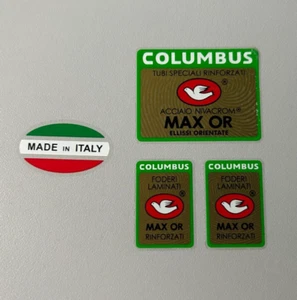 COLUMBUS
TUBI SPECIALI RINFORZATI
®
ACCIAIO NIVACROM®
MAX OR
ELLISSI ORIENTATE
MADE IN ITALY
COLUMBUS
FODERI
LAMINATI
®
MAX OR
RINFORZATI
COLUMBUS
FODERI
LAMINATI
®
MAX OR
RINFORZATI